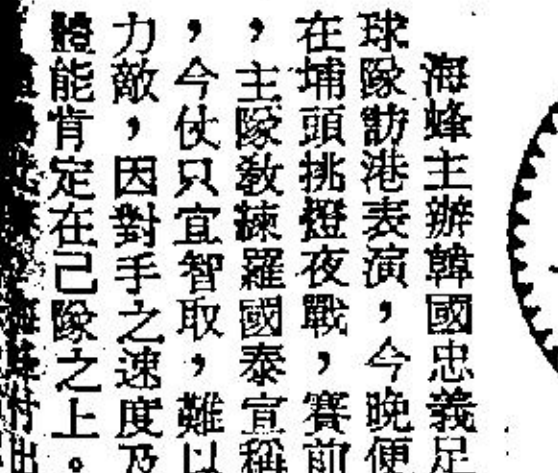 海蜂主辦韓國忠義足
球隊訪港表演，今晚便
在埔頭挑燈夜戰，賽前
，主隊教練羅國泰宣稱
，今仗只宜智取，難以
力敵，因對手之速度及
體能肯定在己隊之上。